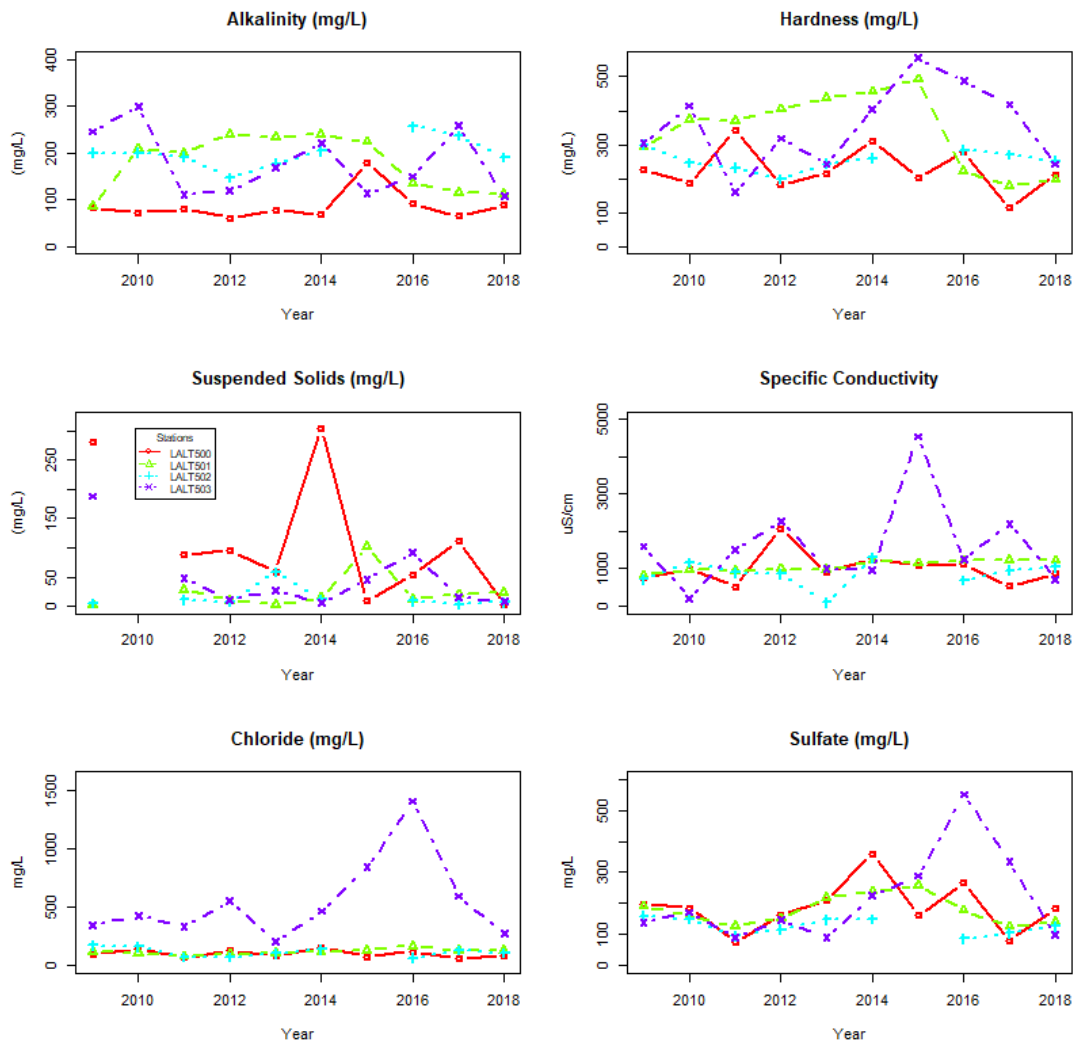 Alkalinity (mg/L)
(mg/L)
0 100 200 300 400
2010 2012 2014 2016 2018
Year
Hardness (mg/L)
(mg/L)
0 100 300 500
2010 2012 2014 2016 2018
Year
Suspended Solids (mg/L)
(mg/L)
0 50 150 250
Stations
LALT500
LALT501
LALT502
LALT503
2010 2012 2014 2016 2018
Year
Specific Conductivity
uS/cm
0 1000 3000 5000
2010 2012 2014 2016 2018
Year
Chloride (mg/L)
mg/L
0 500 1000 1500
2010 2012 2014 2016 2018
Year
Sulfate (mg/L)
mg/L
0 100 300 500
2010 2012 2014 2016 2018
Year